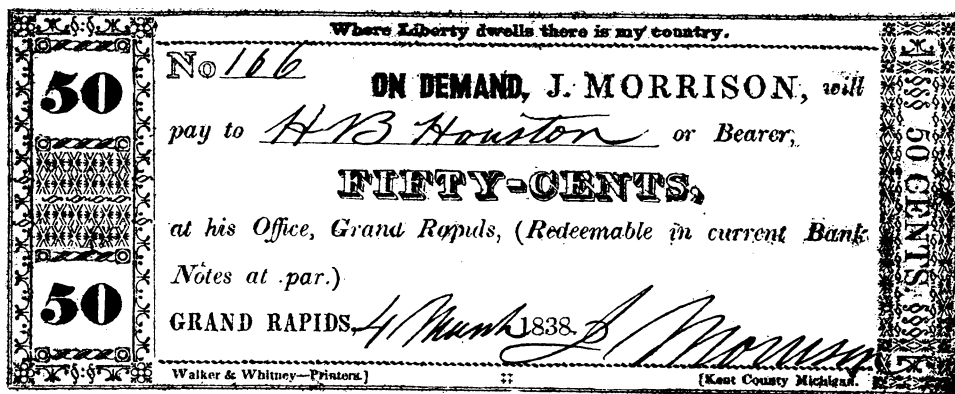 Where Liberty dwells there is my country.
50
No 166
ON DEMAND, J. MORRISON, will
pay to H B Houston or Bearer,
FIFTY-CENTS,
at his Office, Grand Rapids, (Redeemable in current Bank
Notes at par.)
50
GRAND RAPIDS. 4 March 1838. J Morrison
Walker & Whitney—Printers.] [Kent County Michigan.
§§§ 50 CENTS. §§§